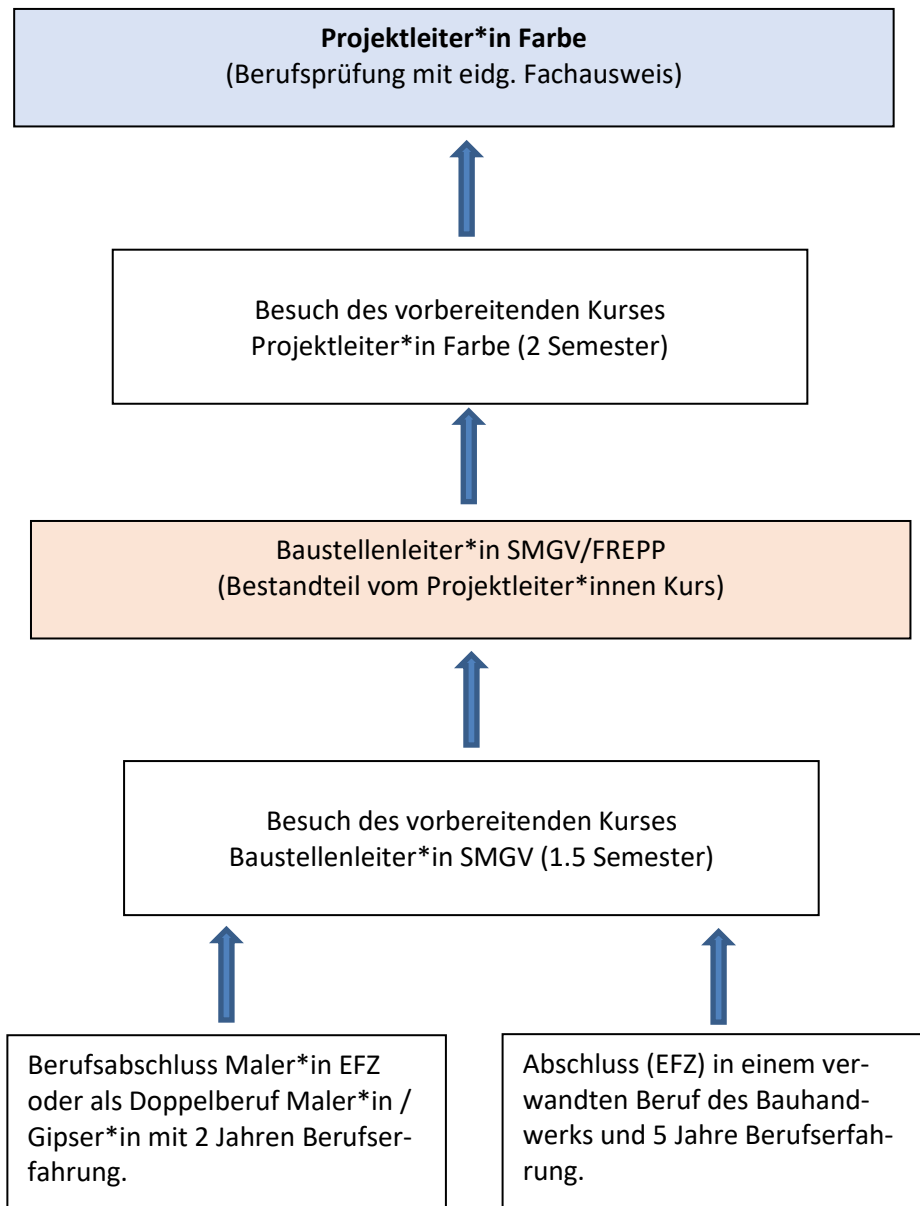 Projektleiter*in Farbe
(Berufsprüfung mit eidg. Fachausweis)
Besuch des vorbereitenden Kurses
Projektleiter*in Farbe (2 Semester)
Baustellenleiter*in SMGV/FREPP
(Bestandteil vom Projektleiter*innen Kurs)
Besuch des vorbereitenden Kurses
Baustellenleiter*in SMGV (1.5 Semester)
Berufsabschluss Maler*in EFZ
oder als Doppelberuf Maler*in /
Gipser*in mit 2 Jahren Berufser-
fahrung.
Abschluss (EFZ) in einem ver-
wandten Beruf des Bauhand-
werks und 5 Jahre Berufserfah-
rung.